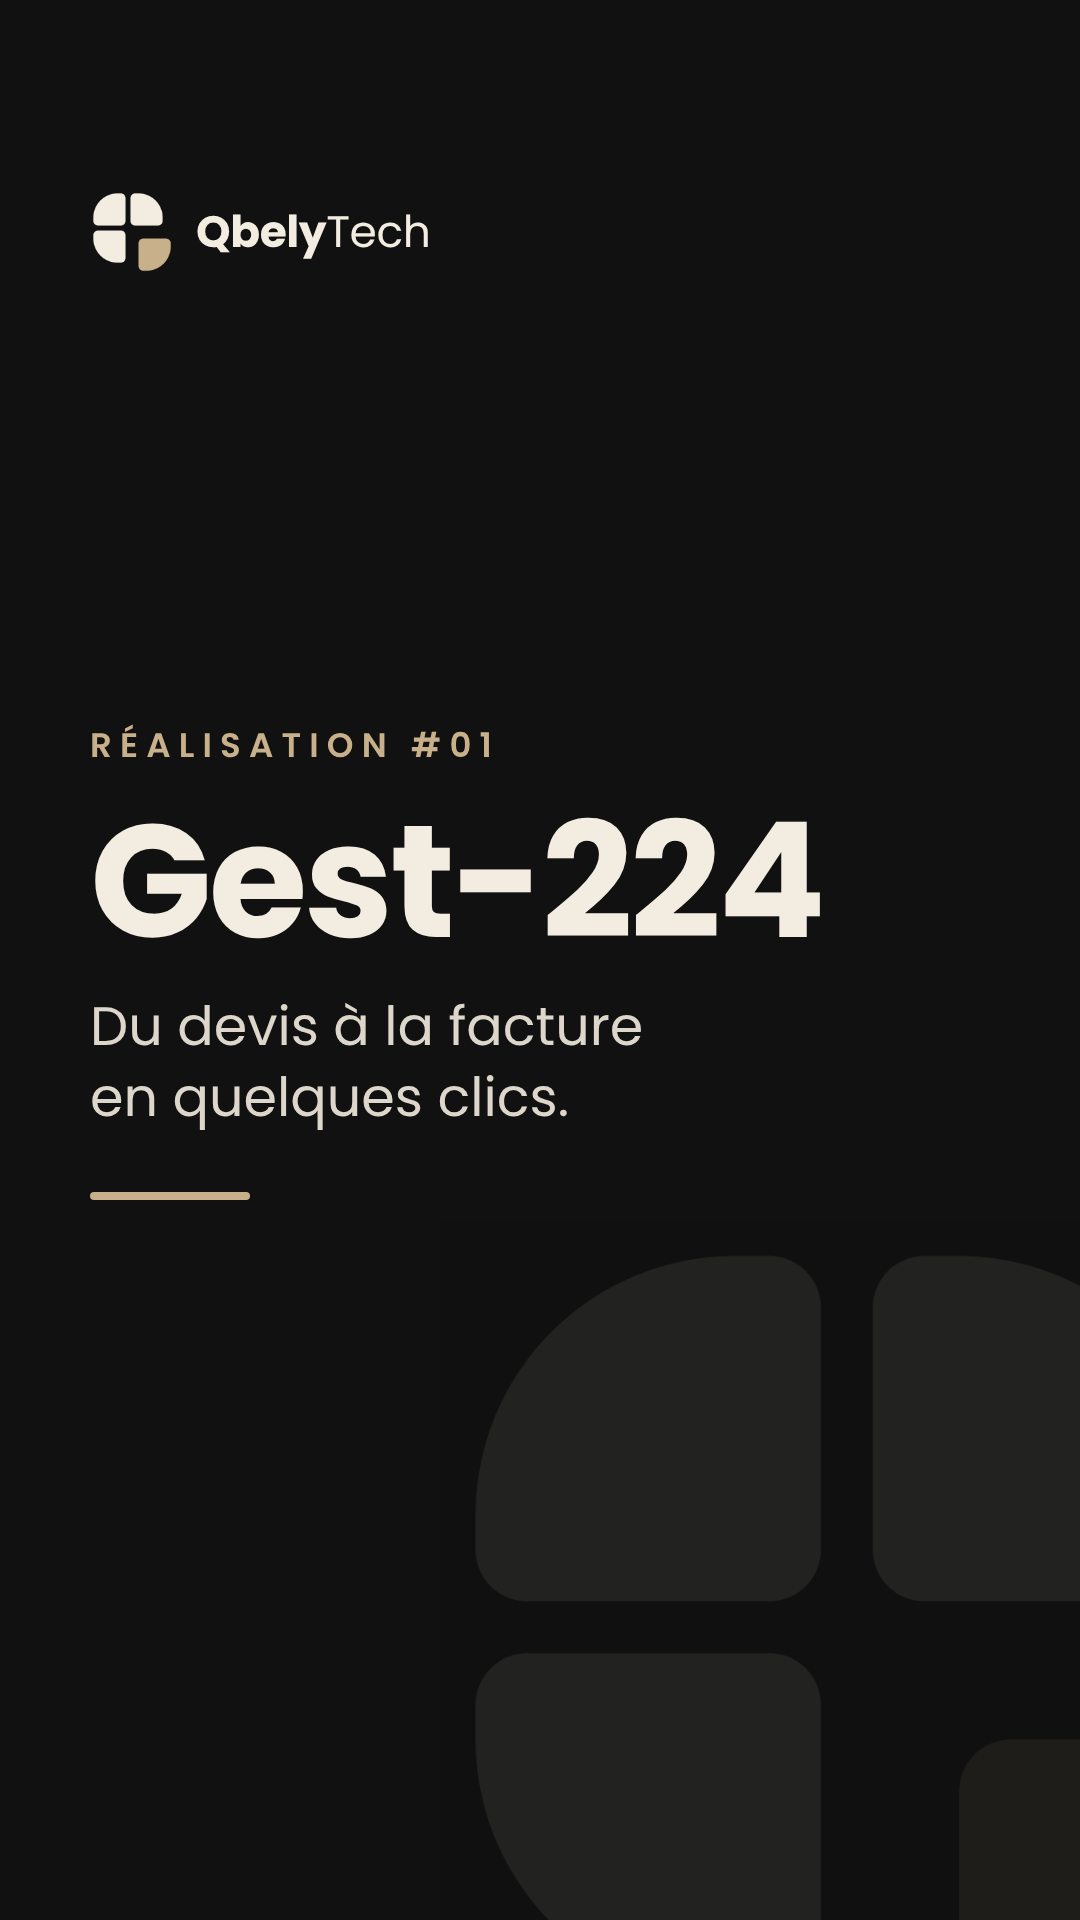 QbelyTech
RÉALISATION #01
Gest-224
Du devis à la facture
en quelques clics.